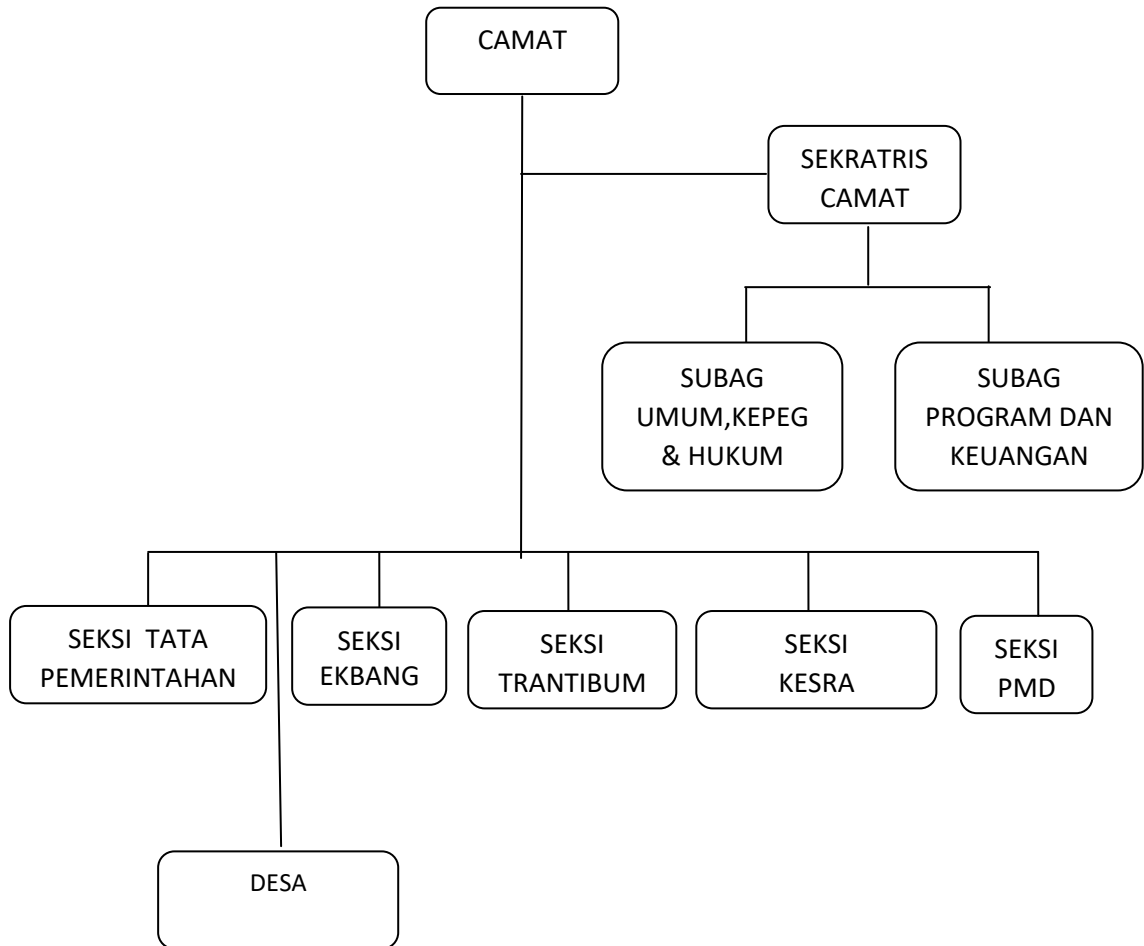 CAMAT
SEKRATRIS
CAMAT
SUBAG
UMUM,KEPEG
& HUKUM
SUBAG
PROGRAM DAN
KEUANGAN
SEKSI TATA
PEMERINTAHAN
SEKSI
EKBANG
SEKSI
TRANTIBUM
SEKSI
KESRA
SEKSI
PMD
DESA